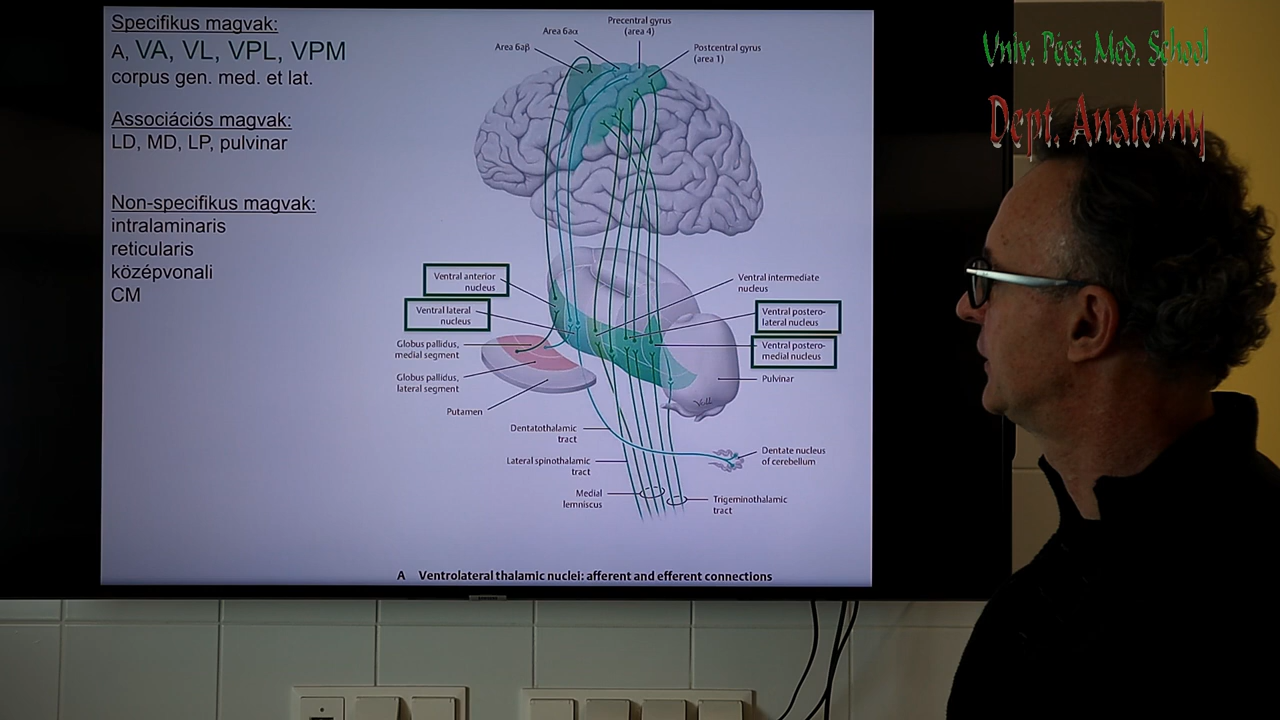 Specifikus magvak:
A, VA, VL, VPL, VPM
corpus gen. med. et lat.
Associációs magvak:
LD, MD, LP, pulvinar
Non-specifikus magvak:
intralaminaris
reticularis
középvonali
CM
Precentral gyrus
(area 4)
Area 6aα
Area 6aβ
Postcentral gyrus
(area 1)
Ventral anterior
nucleus
Ventral lateral
nucleus
Globus pallidus,
medial segment
Globus pallidus,
lateral segment
Putamen
Ventral intermediate
nucleus
Ventral postero-
lateral nucleus
Ventral postero-
medial nucleus
Pulvinar
Dentatothalamic
tract
Lateral spinothalamic
tract
Medial
lemniscus
Dentate nucleus
of cerebellum
Trigeminothalamic
tract
A Ventrolateral thalamic nuclei: afferent and efferent connections
Univ. Pécs. Med. School
Dept. Anatomy